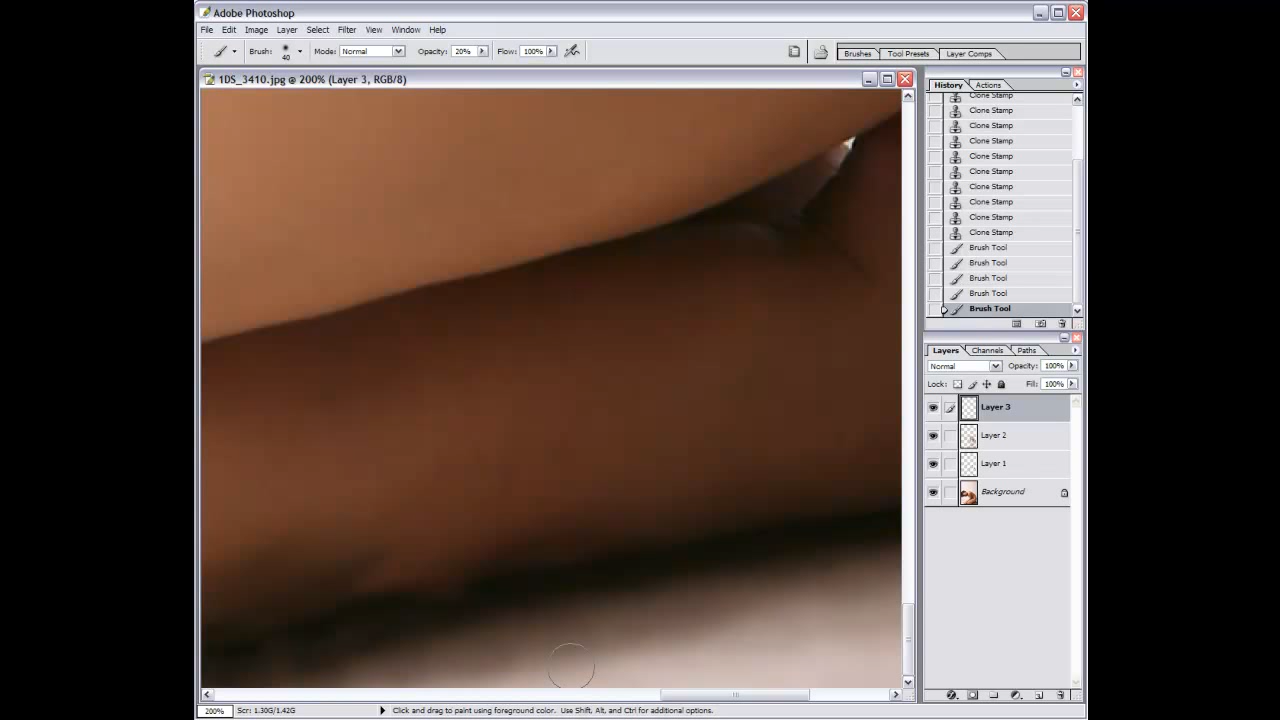 Adobe Photoshop
File Edit Image Layer Select Filter View Window Help
Brush: 40 Mode: Normal Opacity: 20% Flow: 100% Brushes Tool Presets Layer Comps
1DS_3410.jpg @ 200% (Layer 3, RGB/8)
History Actions
Clone Stamp
Clone Stamp
Clone Stamp
Clone Stamp
Clone Stamp
Clone Stamp
Clone Stamp
Clone Stamp
Clone Stamp
Clone Stamp
Brush Tool
Brush Tool
Brush Tool
Brush Tool
Brush Tool
Layers Channels Paths
Normal Opacity: 100%
Lock: Fill: 100%
Layer 3
Layer 2
Layer 1
Background
200% Scr: 1.30G/1.42G Click and drag to paint using foreground color. Use Shift, Alt, and Ctrl for additional options.